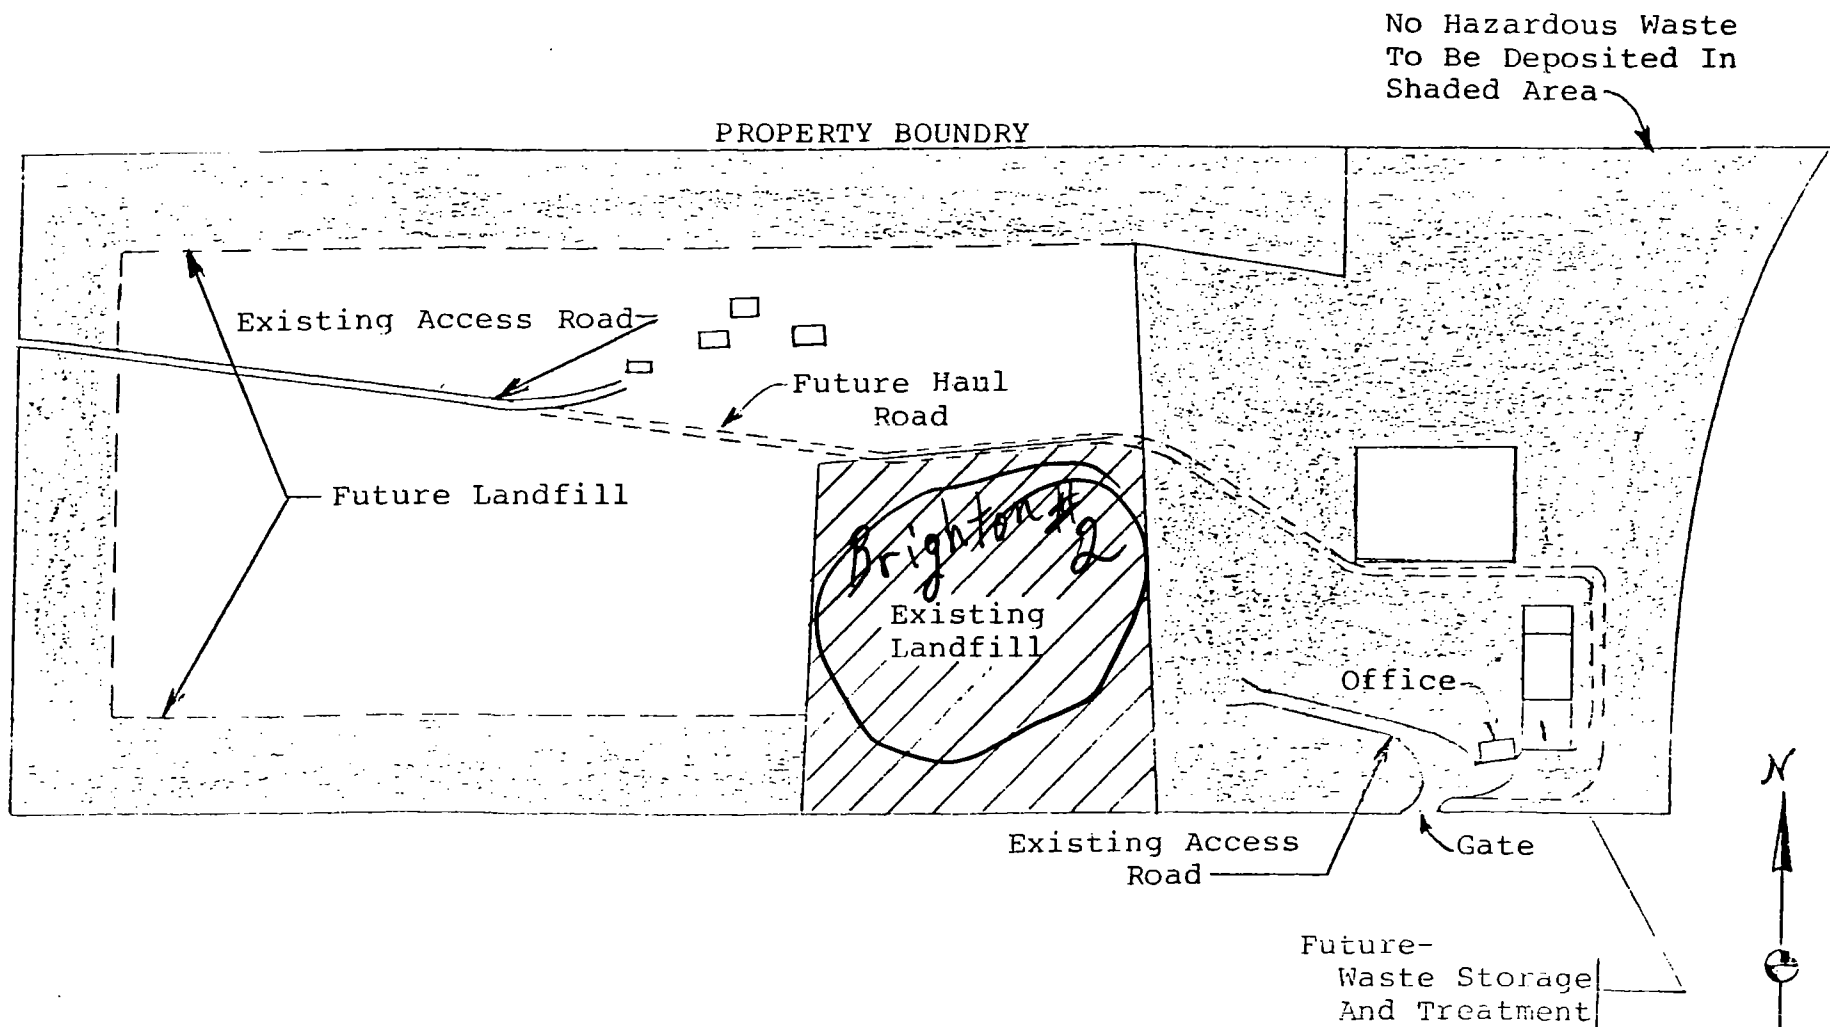 No Hazardous Waste
To Be Deposited In
Shaded Area
PROPERTY BOUNDRY
Existing Access Road
Future Haul
Road
Future Landfill
Brighton #
2
Existing
Landfill
Office
Existing Access
Road
Gate
N
Future-
Waste Storage
And Treatment